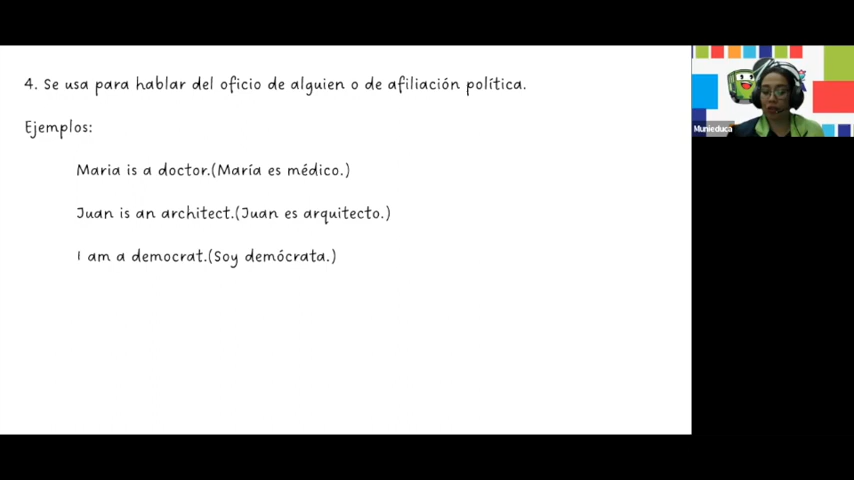 4. Se usa para hablar del oficio de alguien o de afiliación política.
Ejemplos:
Maria is a doctor.(María es médico.)
Juan is an architect.(Juan es arquitecto.)
I am a democrat.(Soy demócrata.)
Munieduca